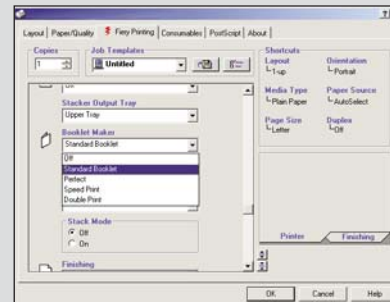 ?
Layout Paper/Quality Fiery Printing Consumables PostScript About
Copies
1
Job Templates
Untitled
Off
Stacker Output Tray
Upper Tray
Booklet Maker
Standard Booklet
Off
Standard Booklet
Perfect
Speed Print
Double Print
Stack Mode
Off
On
Finishing
Shortcuts
Layout Orientation
1-up Portrait
Media Type Paper Source
Plain Paper AutoSelect
Page Size Duplex
Letter Off
Printer Finishing
OK Cancel Help